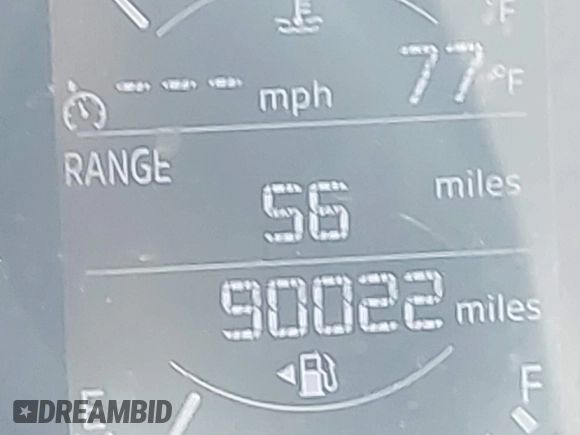 °F
--- mph 77°F
RANGE
56 miles
90022 miles
E F
DREAMBID